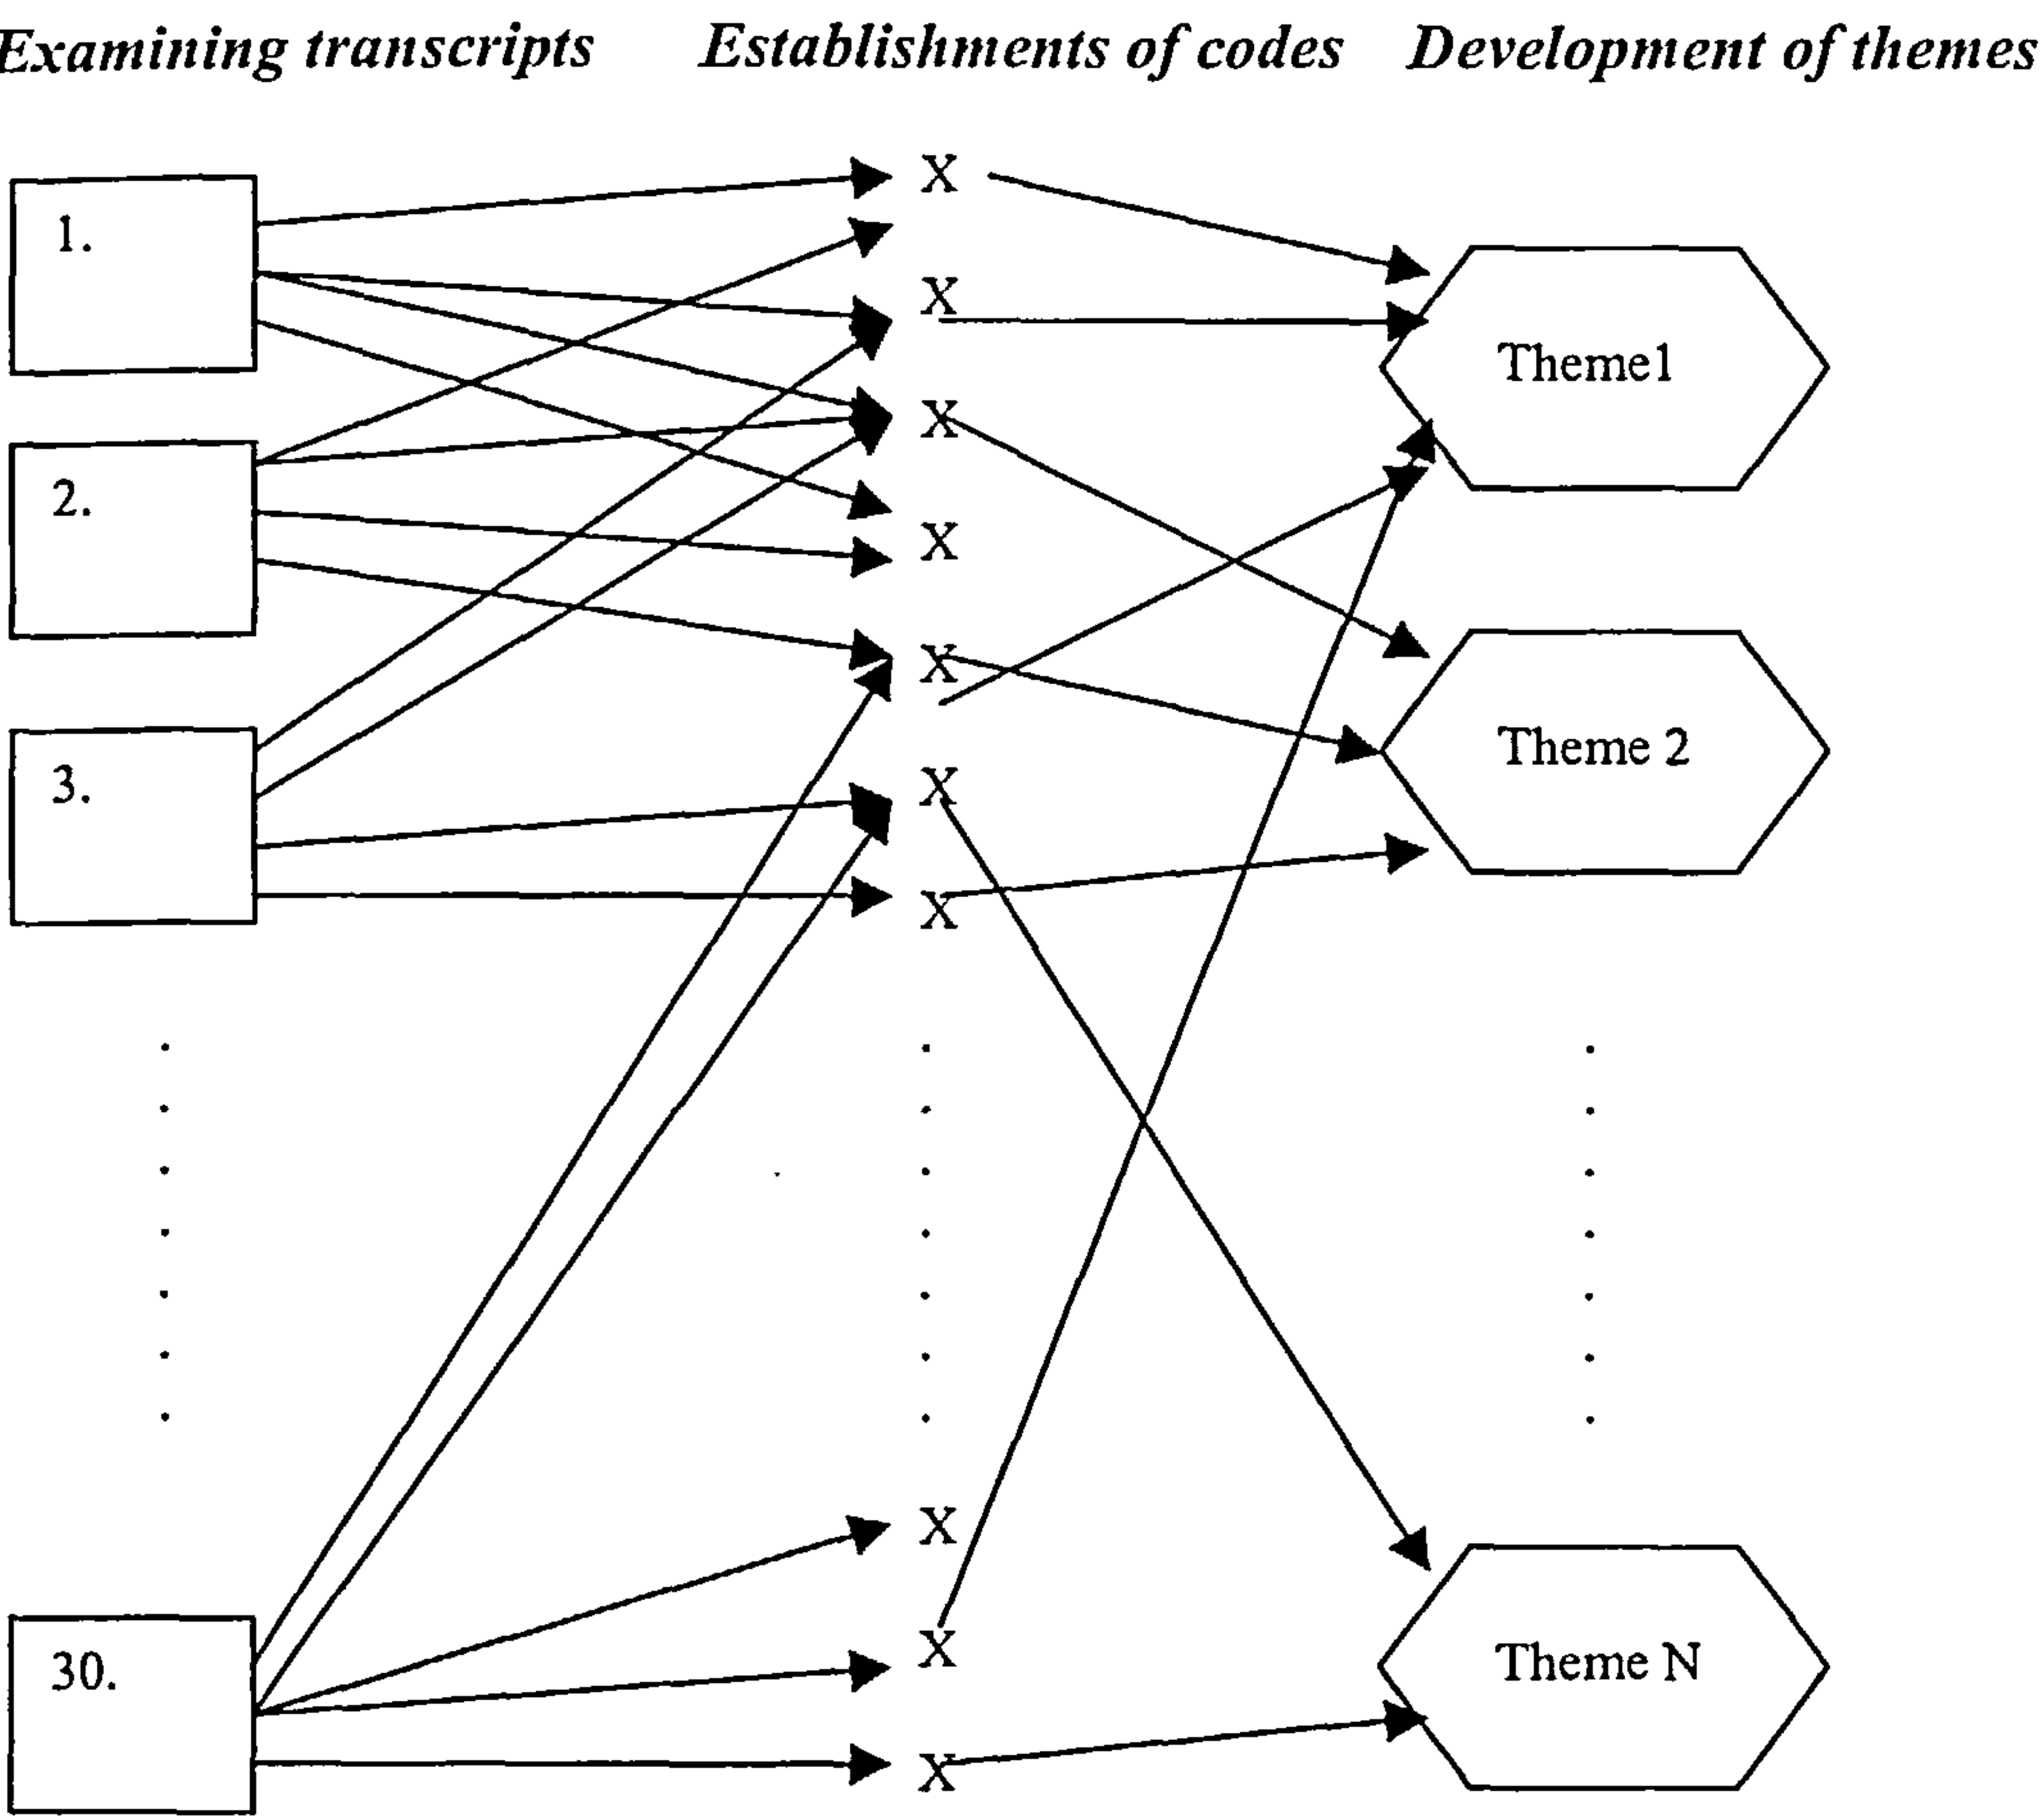 Examining transcripts Establishments of codes Development of themes
X
1.
X
Theme1
X
2.
X
X
Theme 2
3.
X
X
X
X
Theme N
30.
X